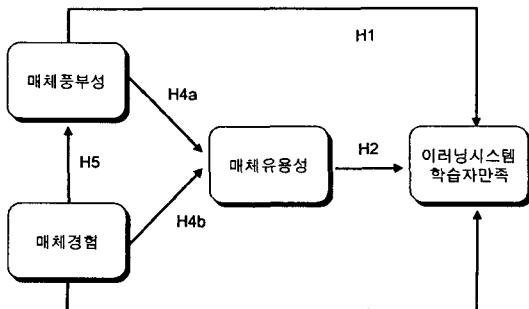 H1
매체풍부성
H4a
매체유용성
H2
이러닝시스템
학습자만족
H5
H4b
매체경험